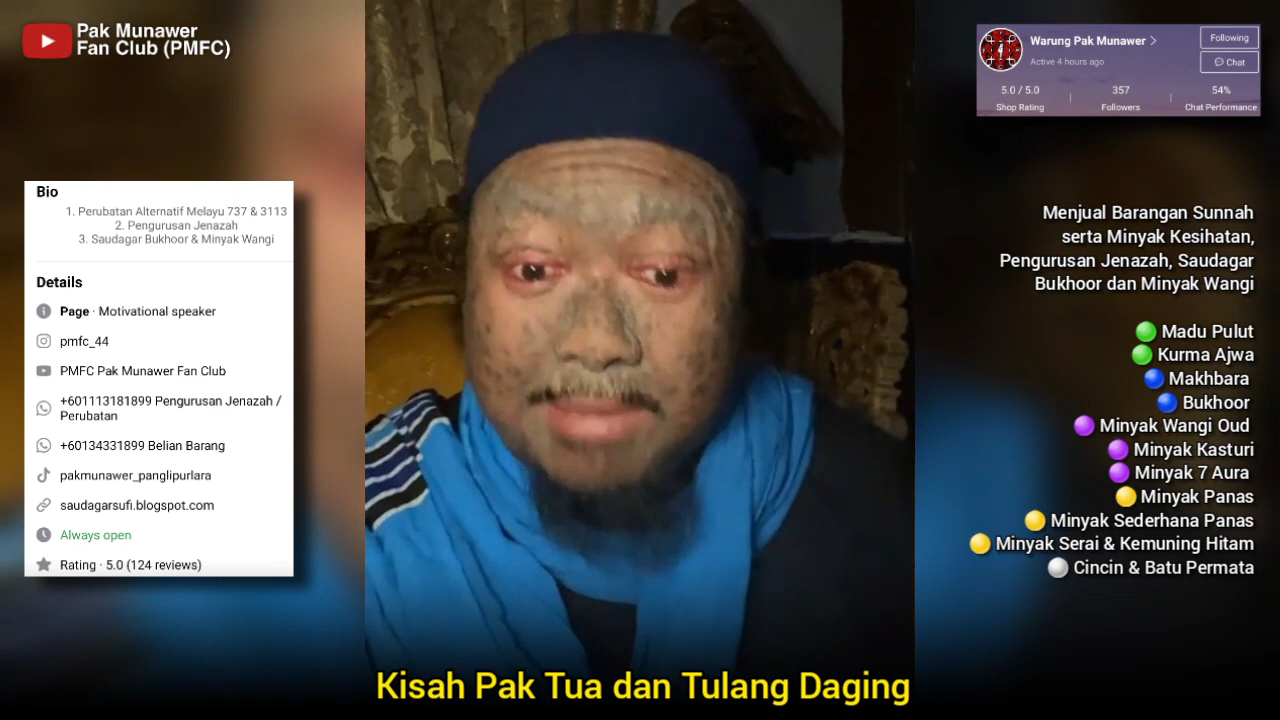 Pak Munawer
Fan Club (PMFC)
Bio
1. Perubatan Alternatif Melayu 737 & 3113
2. Pengurusan Jenazah
3. Saudagar Bukhoor & Minyak Wangi
Details
Page · Motivational speaker
pmfc_44
PMFC Pak Munawer Fan Club
+601113181899 Pengurusan Jenazah /
Perubatan
+60134331899 Belian Barang
pakmunawer_panglipurlara
saudagarsufi.blogspot.com
Always open
Rating · 5.0 (124 reviews)
Warung Pak Munawer >
Following
Active 4 hours ago
Chat
5.0 / 5.0
357
54%
Shop Rating
Followers
Chat Performance
Menjual Barangan Sunnah
serta Minyak Kesihatan,
Pengurusan Jenazah, Saudagar
Bukhoor dan Minyak Wangi
Madu Pulut
Kurma Ajwa
Makhbara
Bukhoor
Minyak Wangi Oud
Minyak Kasturi
Minyak 7 Aura
Minyak Panas
Minyak Sederhana Panas
Minyak Serai & Kemuning Hitam
Cincin & Batu Permata
Kisah Pak Tua dan Tulang Daging